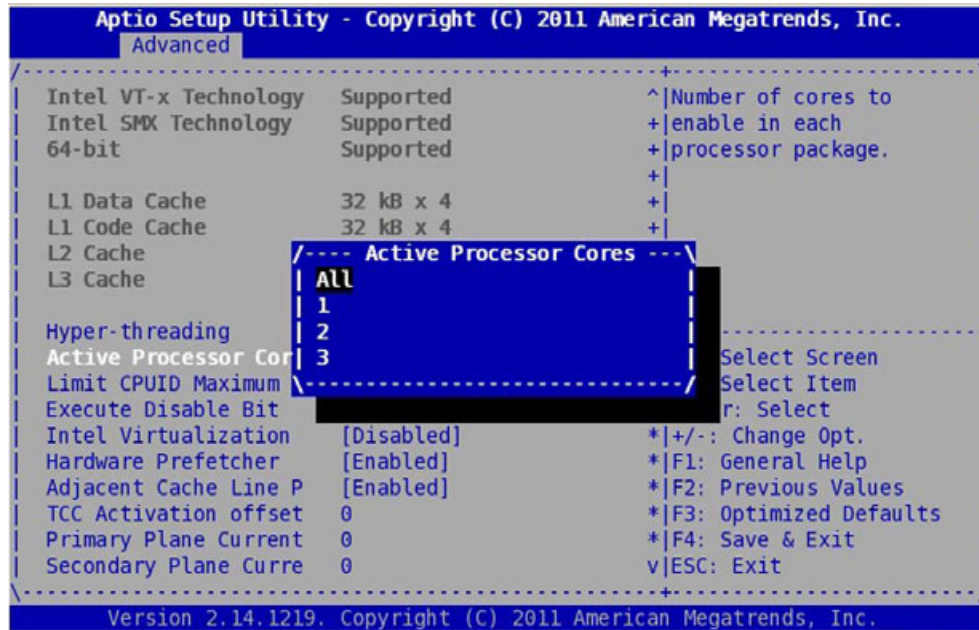 Aptio Setup Utility - Copyright (C) 2011 American Megatrends, Inc.
Advanced
Intel VT-x Technology Supported ^|Number of cores to
Intel SMX Technology Supported +|enable in each
64-bit Supported +|processor package.
+|
L1 Data Cache 32 kB x 4 +|
L1 Code Cache 32 kB x 4 +|
L2 Cache /---- Active Processor Cores ---\
L3 Cache | All |
| 1 |
Hyper-threading | 2 |
Active Processor Cor| 3 | Select Screen
Limit CPUID Maximum \-------------------------------/ Select Item
Execute Disable Bit r: Select
Intel Virtualization [Disabled] *|+/-: Change Opt.
Hardware Prefetcher [Enabled] *|F1: General Help
Adjacent Cache Line P [Enabled] *|F2: Previous Values
TCC Activation offset 0 *|F3: Optimized Defaults
Primary Plane Current 0 *|F4: Save & Exit
Secondary Plane Curre 0 v|ESC: Exit
Version 2.14.1219. Copyright (C) 2011 American Megatrends, Inc.